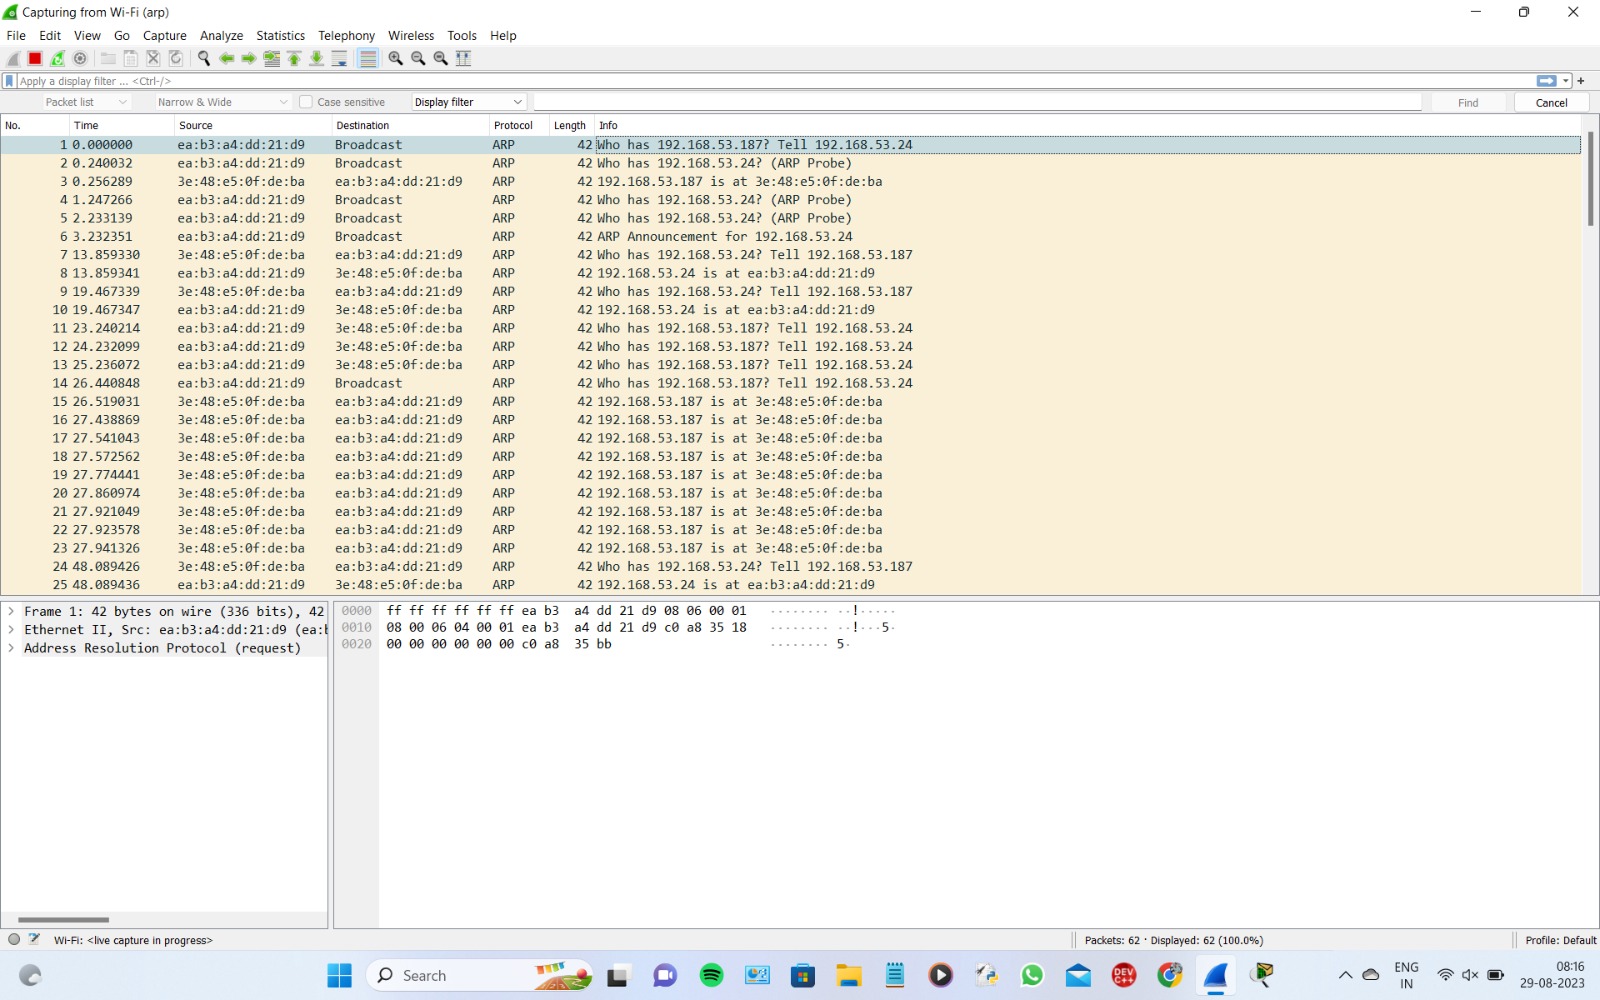 Capturing from Wi-Fi (arp)
File Edit View Go Capture Analyze Statistics Telephony Wireless Tools Help
Apply a display filter ... <Ctrl-/>
Packet list Narrow & Wide Case sensitive Display filter Find Cancel
No. Time Source Destination Protocol Length Info
1 0.000000 ea:b3:a4:dd:21:d9 Broadcast ARP 42 Who has 192.168.53.187? Tell 192.168.53.24
2 0.240032 ea:b3:a4:dd:21:d9 Broadcast ARP 42 Who has 192.168.53.24? (ARP Probe)
3 0.256289 3e:48:e5:0f:de:ba ea:b3:a4:dd:21:d9 ARP 42 192.168.53.187 is at 3e:48:e5:0f:de:ba
4 1.247266 ea:b3:a4:dd:21:d9 Broadcast ARP 42 Who has 192.168.53.24? (ARP Probe)
5 2.233139 ea:b3:a4:dd:21:d9 Broadcast ARP 42 Who has 192.168.53.24? (ARP Probe)
6 3.232351 ea:b3:a4:dd:21:d9 Broadcast ARP 42 ARP Announcement for 192.168.53.24
7 13.859330 3e:48:e5:0f:de:ba ea:b3:a4:dd:21:d9 ARP 42 Who has 192.168.53.24? Tell 192.168.53.187
8 13.859341 ea:b3:a4:dd:21:d9 3e:48:e5:0f:de:ba ARP 42 192.168.53.24 is at ea:b3:a4:dd:21:d9
9 19.467339 3e:48:e5:0f:de:ba ea:b3:a4:dd:21:d9 ARP 42 Who has 192.168.53.24? Tell 192.168.53.187
10 19.467347 ea:b3:a4:dd:21:d9 3e:48:e5:0f:de:ba ARP 42 192.168.53.24 is at ea:b3:a4:dd:21:d9
11 23.240214 ea:b3:a4:dd:21:d9 3e:48:e5:0f:de:ba ARP 42 Who has 192.168.53.187? Tell 192.168.53.24
12 24.232099 ea:b3:a4:dd:21:d9 3e:48:e5:0f:de:ba ARP 42 Who has 192.168.53.187? Tell 192.168.53.24
13 25.236072 ea:b3:a4:dd:21:d9 3e:48:e5:0f:de:ba ARP 42 Who has 192.168.53.187? Tell 192.168.53.24
14 26.440848 ea:b3:a4:dd:21:d9 Broadcast ARP 42 Who has 192.168.53.187? Tell 192.168.53.24
15 26.519031 3e:48:e5:0f:de:ba ea:b3:a4:dd:21:d9 ARP 42 192.168.53.187 is at 3e:48:e5:0f:de:ba
16 27.438869 3e:48:e5:0f:de:ba ea:b3:a4:dd:21:d9 ARP 42 192.168.53.187 is at 3e:48:e5:0f:de:ba
17 27.541043 3e:48:e5:0f:de:ba ea:b3:a4:dd:21:d9 ARP 42 192.168.53.187 is at 3e:48:e5:0f:de:ba
18 27.572562 3e:48:e5:0f:de:ba ea:b3:a4:dd:21:d9 ARP 42 192.168.53.187 is at 3e:48:e5:0f:de:ba
19 27.774441 3e:48:e5:0f:de:ba ea:b3:a4:dd:21:d9 ARP 42 192.168.53.187 is at 3e:48:e5:0f:de:ba
20 27.860974 3e:48:e5:0f:de:ba ea:b3:a4:dd:21:d9 ARP 42 192.168.53.187 is at 3e:48:e5:0f:de:ba
21 27.921049 3e:48:e5:0f:de:ba ea:b3:a4:dd:21:d9 ARP 42 192.168.53.187 is at 3e:48:e5:0f:de:ba
22 27.923578 3e:48:e5:0f:de:ba ea:b3:a4:dd:21:d9 ARP 42 192.168.53.187 is at 3e:48:e5:0f:de:ba
23 27.941326 3e:48:e5:0f:de:ba ea:b3:a4:dd:21:d9 ARP 42 192.168.53.187 is at 3e:48:e5:0f:de:ba
24 48.089426 3e:48:e5:0f:de:ba ea:b3:a4:dd:21:d9 ARP 42 Who has 192.168.53.24? Tell 192.168.53.187
25 48.089436 ea:b3:a4:dd:21:d9 3e:48:e5:0f:de:ba ARP 42 192.168.53.24 is at ea:b3:a4:dd:21:d9
Frame 1: 42 bytes on wire (336 bits), 42
Ethernet II, Src: ea:b3:a4:dd:21:d9 (ea:b
Address Resolution Protocol (request)
0000 ff ff ff ff ff ff ea b3 a4 dd 21 d9 08 06 00 01 ········ ··!·····
0010 08 00 06 04 00 01 ea b3 a4 dd 21 d9 c0 a8 35 18 ········ ··!···5·
0020 00 00 00 00 00 00 c0 a8 35 bb ········ 5·
Wi-Fi: <live capture in progress> Packets: 62 · Displayed: 62 (100.0%) Profile: Default
Search
DEV C++
ENG IN
08:16
29-08-2023